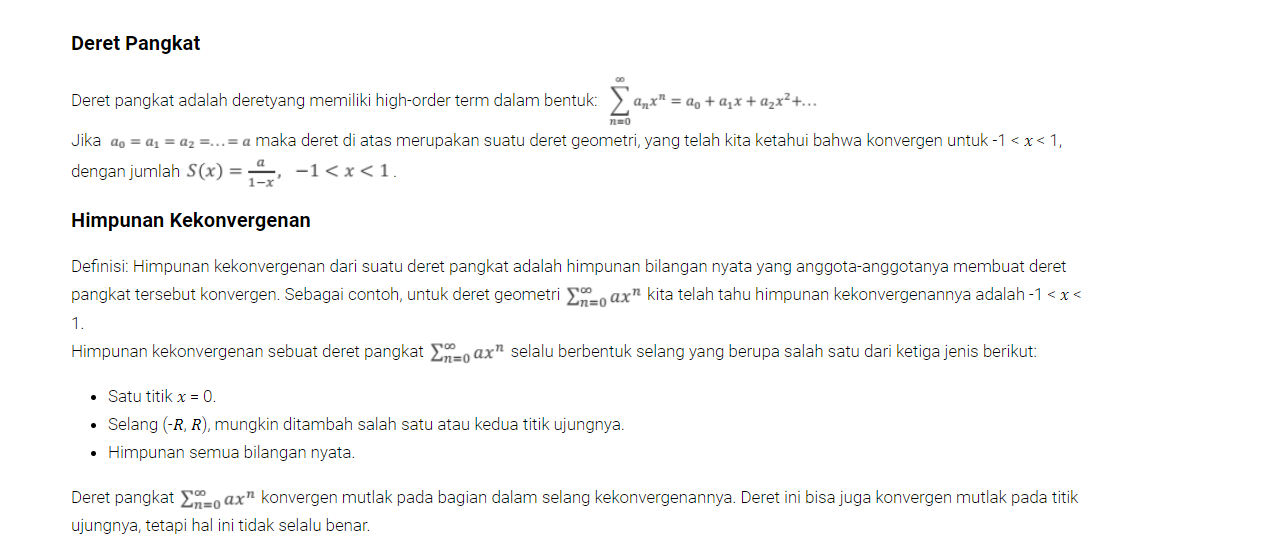 Deret Pangkat
Deret pangkat adalah deretyang memiliki high-order term dalam bentuk: $\sum_{n=0}^{\infty} a_n x^n = a_0 + a_1 x + a_2 x^2 + \ldots$
Jika $a_0 = a_1 = a_2 = \ldots = a$ maka deret di atas merupakan suatu deret geometri, yang telah kita ketahui bahwa konvergen untuk -1 < x < 1,
dengan jumlah $S(x) = \frac{a}{1-x}, \ -1 < x < 1$.
Himpunan Kekonvergenan
Definisi: Himpunan kekonvergenan dari suatu deret pangkat adalah himpunan bilangan nyata yang anggota-anggotanya membuat deret
pangkat tersebut konvergen. Sebagai contoh, untuk deret geometri $\sum_{n=0}^{\infty} ax^n$ kita telah tahu himpunan kekonvergenannya adalah -1 < x <
1.
Himpunan kekonvergenan sebuat deret pangkat $\sum_{n=0}^{\infty} ax^n$ selalu berbentuk selang yang berupa salah satu dari ketiga jenis berikut:
• Satu titik x = 0.
• Selang (-R, R), mungkin ditambah salah satu atau kedua titik ujungnya.
• Himpunan semua bilangan nyata.
Deret pangkat $\sum_{n=0}^{\infty} ax^n$ konvergen mutlak pada bagian dalam selang kekonvergenannya. Deret ini bisa juga konvergen mutlak pada titik
ujungnya, tetapi hal ini tidak selalu benar.